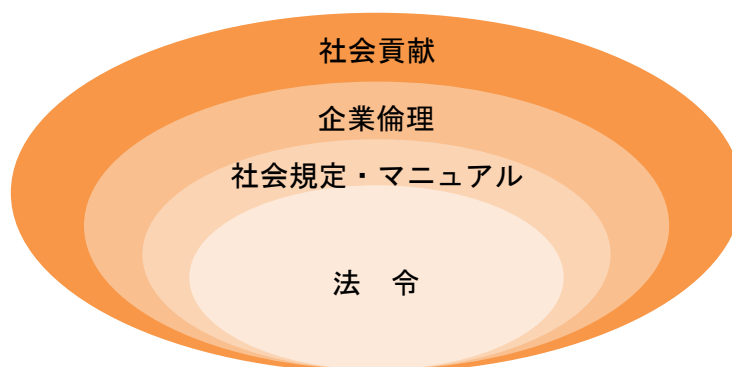 社会貢献
企業倫理
社会規定・マニュアル
法　令